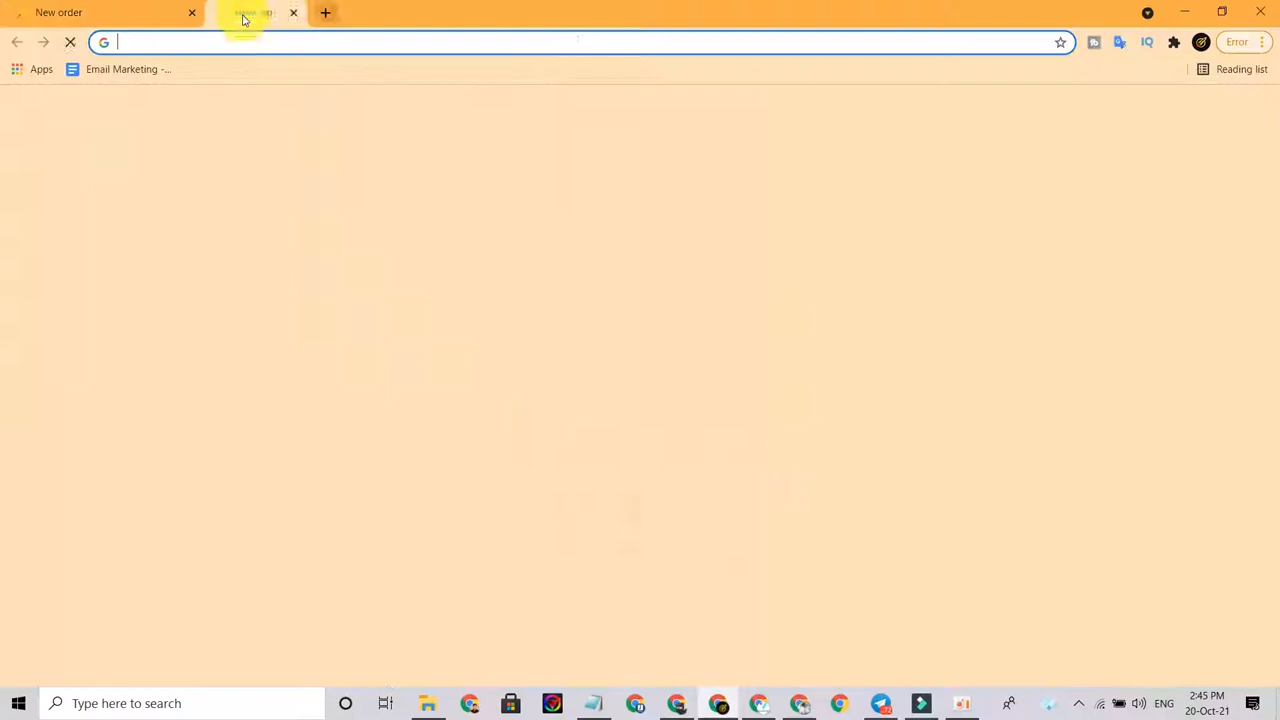 New order
Error
Apps
Email Marketing -...
Reading list
Type here to search
72
ENG
2:45 PM
20-Oct-21